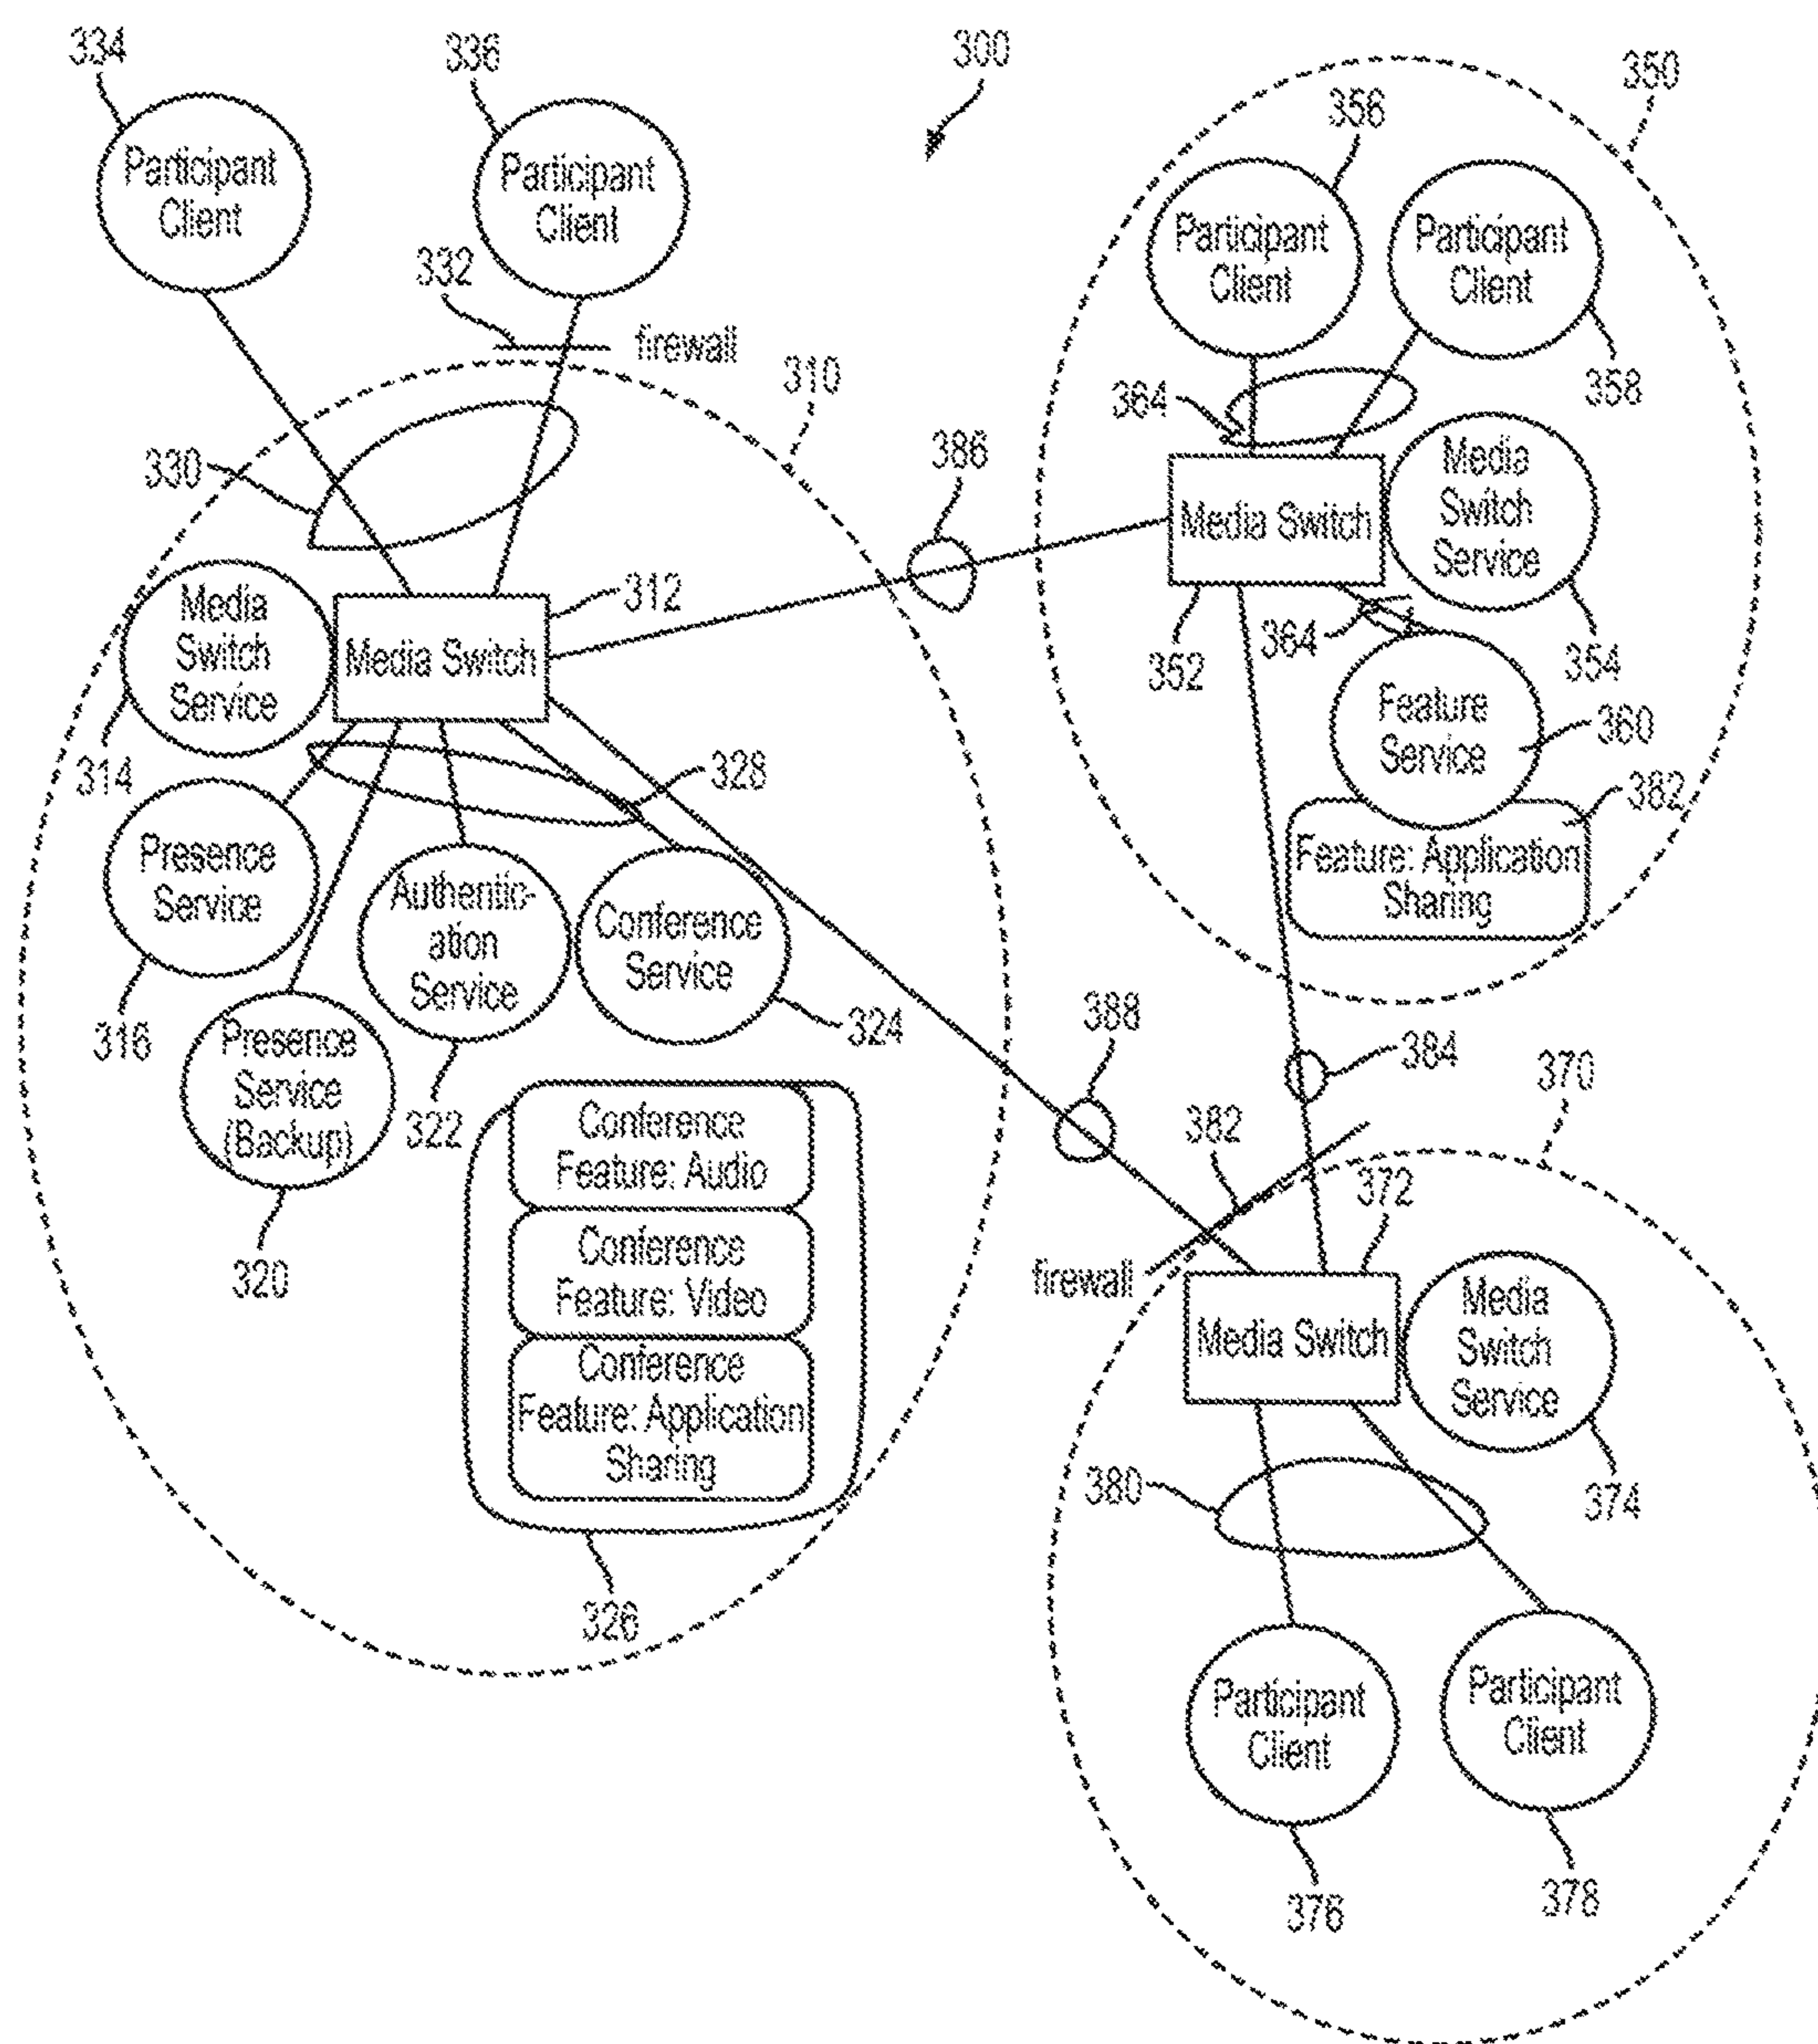 334
336
300
350
Participant
Client
Participant
Client
332
firewall
310
356
Participant
Client
Participant
Client
358
364
330
386
Media
Switch
Service
Media Switch
312
314
Media Switch
Media
Switch
Service
352
364
354
328
Presence
Service
316
Authentic-
ation
Service
Conference
Service
324
Presence
Service
(Backup)
322
320
Feature
Service
360
382
Feature: Application
Sharing
388
384
370
382
372
firewall
Conference
Feature: Audio
Conference
Feature: Video
Conference
Feature: Application
Sharing
326
Media Switch
Media
Switch
Service
374
380
Participant
Client
Participant
Client
376
378